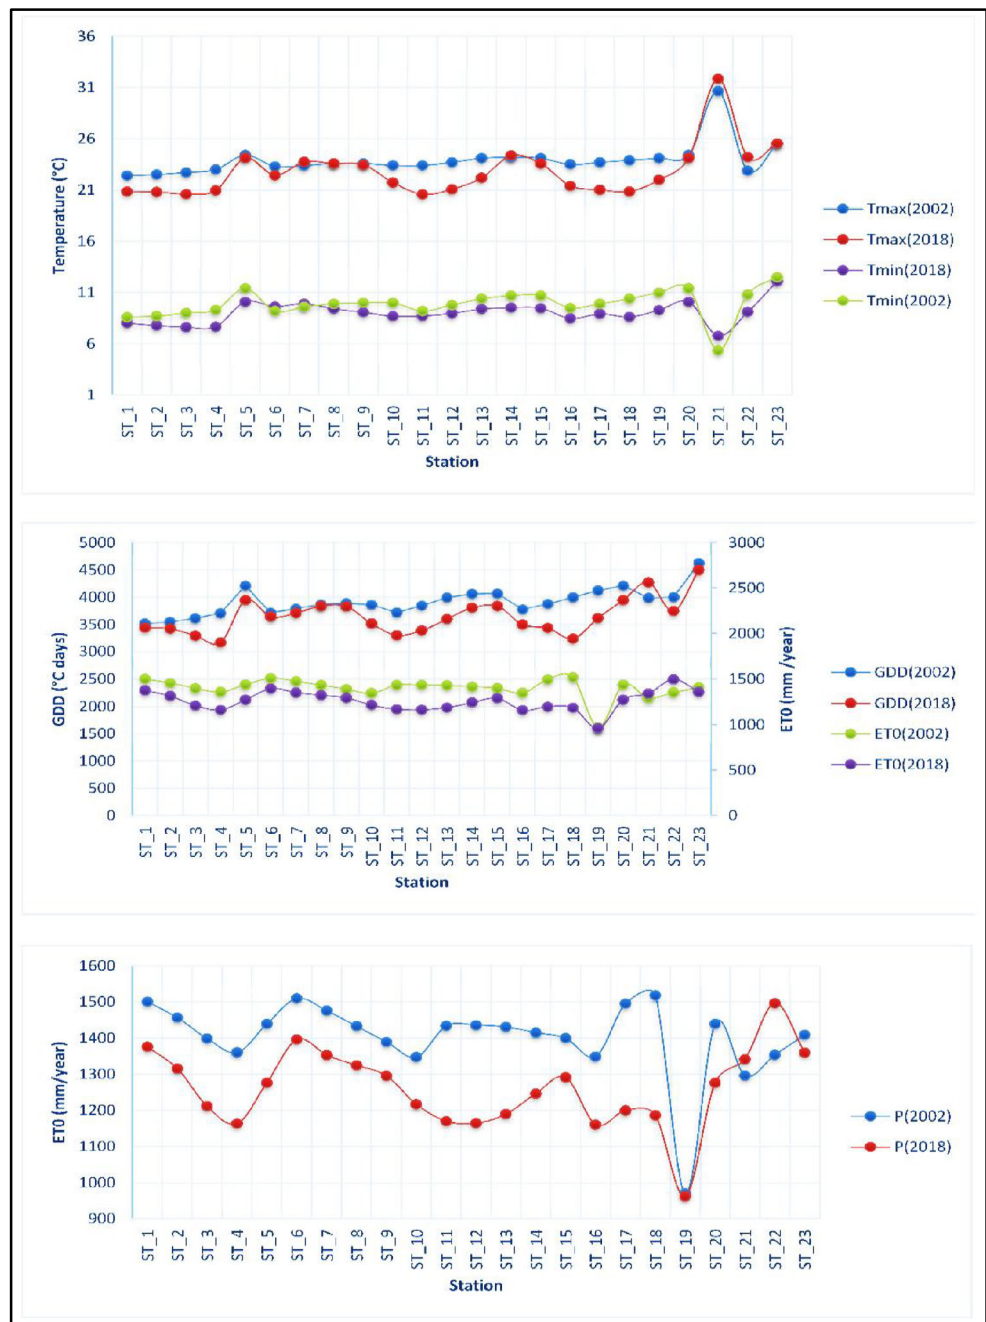 36
31
26
21
16
11
6
1
Temperature (°C)
ST_1 ST_2 ST_3 ST_4 ST_5 ST_6 ST_7 ST_8 ST_9 ST_10 ST_11 ST_12 ST_13 ST_14 ST_15 ST_16 ST_17 ST_18 ST_19 ST_20 ST_21 ST_22 ST_23
Station
Tmax(2002)
Tmax(2018)
Tmin(2018)
Tmin(2002)
5000
4500
4000
3500
3000
2500
2000
1500
1000
500
0
GDD (°C days)
3000
2500
2000
1500
1000
500
0
ET0 (mm /year)
ST_1 ST_2 ST_3 ST_4 ST_5 ST_6 ST_7 ST_8 ST_9 ST_10 ST_11 ST_12 ST_13 ST_14 ST_15 ST_16 ST_17 ST_18 ST_19 ST_20 ST_21 ST_22 ST_23
Station
GDD(2002)
GDD(2018)
ET0(2002)
ET0(2018)
1600
1500
1400
1300
1200
1100
1000
900
ET0 (mm/year)
ST_1 ST_2 ST_3 ST_4 ST_5 ST_6 ST_7 ST_8 ST_9 ST_10 ST_11 ST_12 ST_13 ST_14 ST_15 ST_16 ST_17 ST_18 ST_19 ST_20 ST_21 ST_22 ST_23
Station
P(2002)
P(2018)